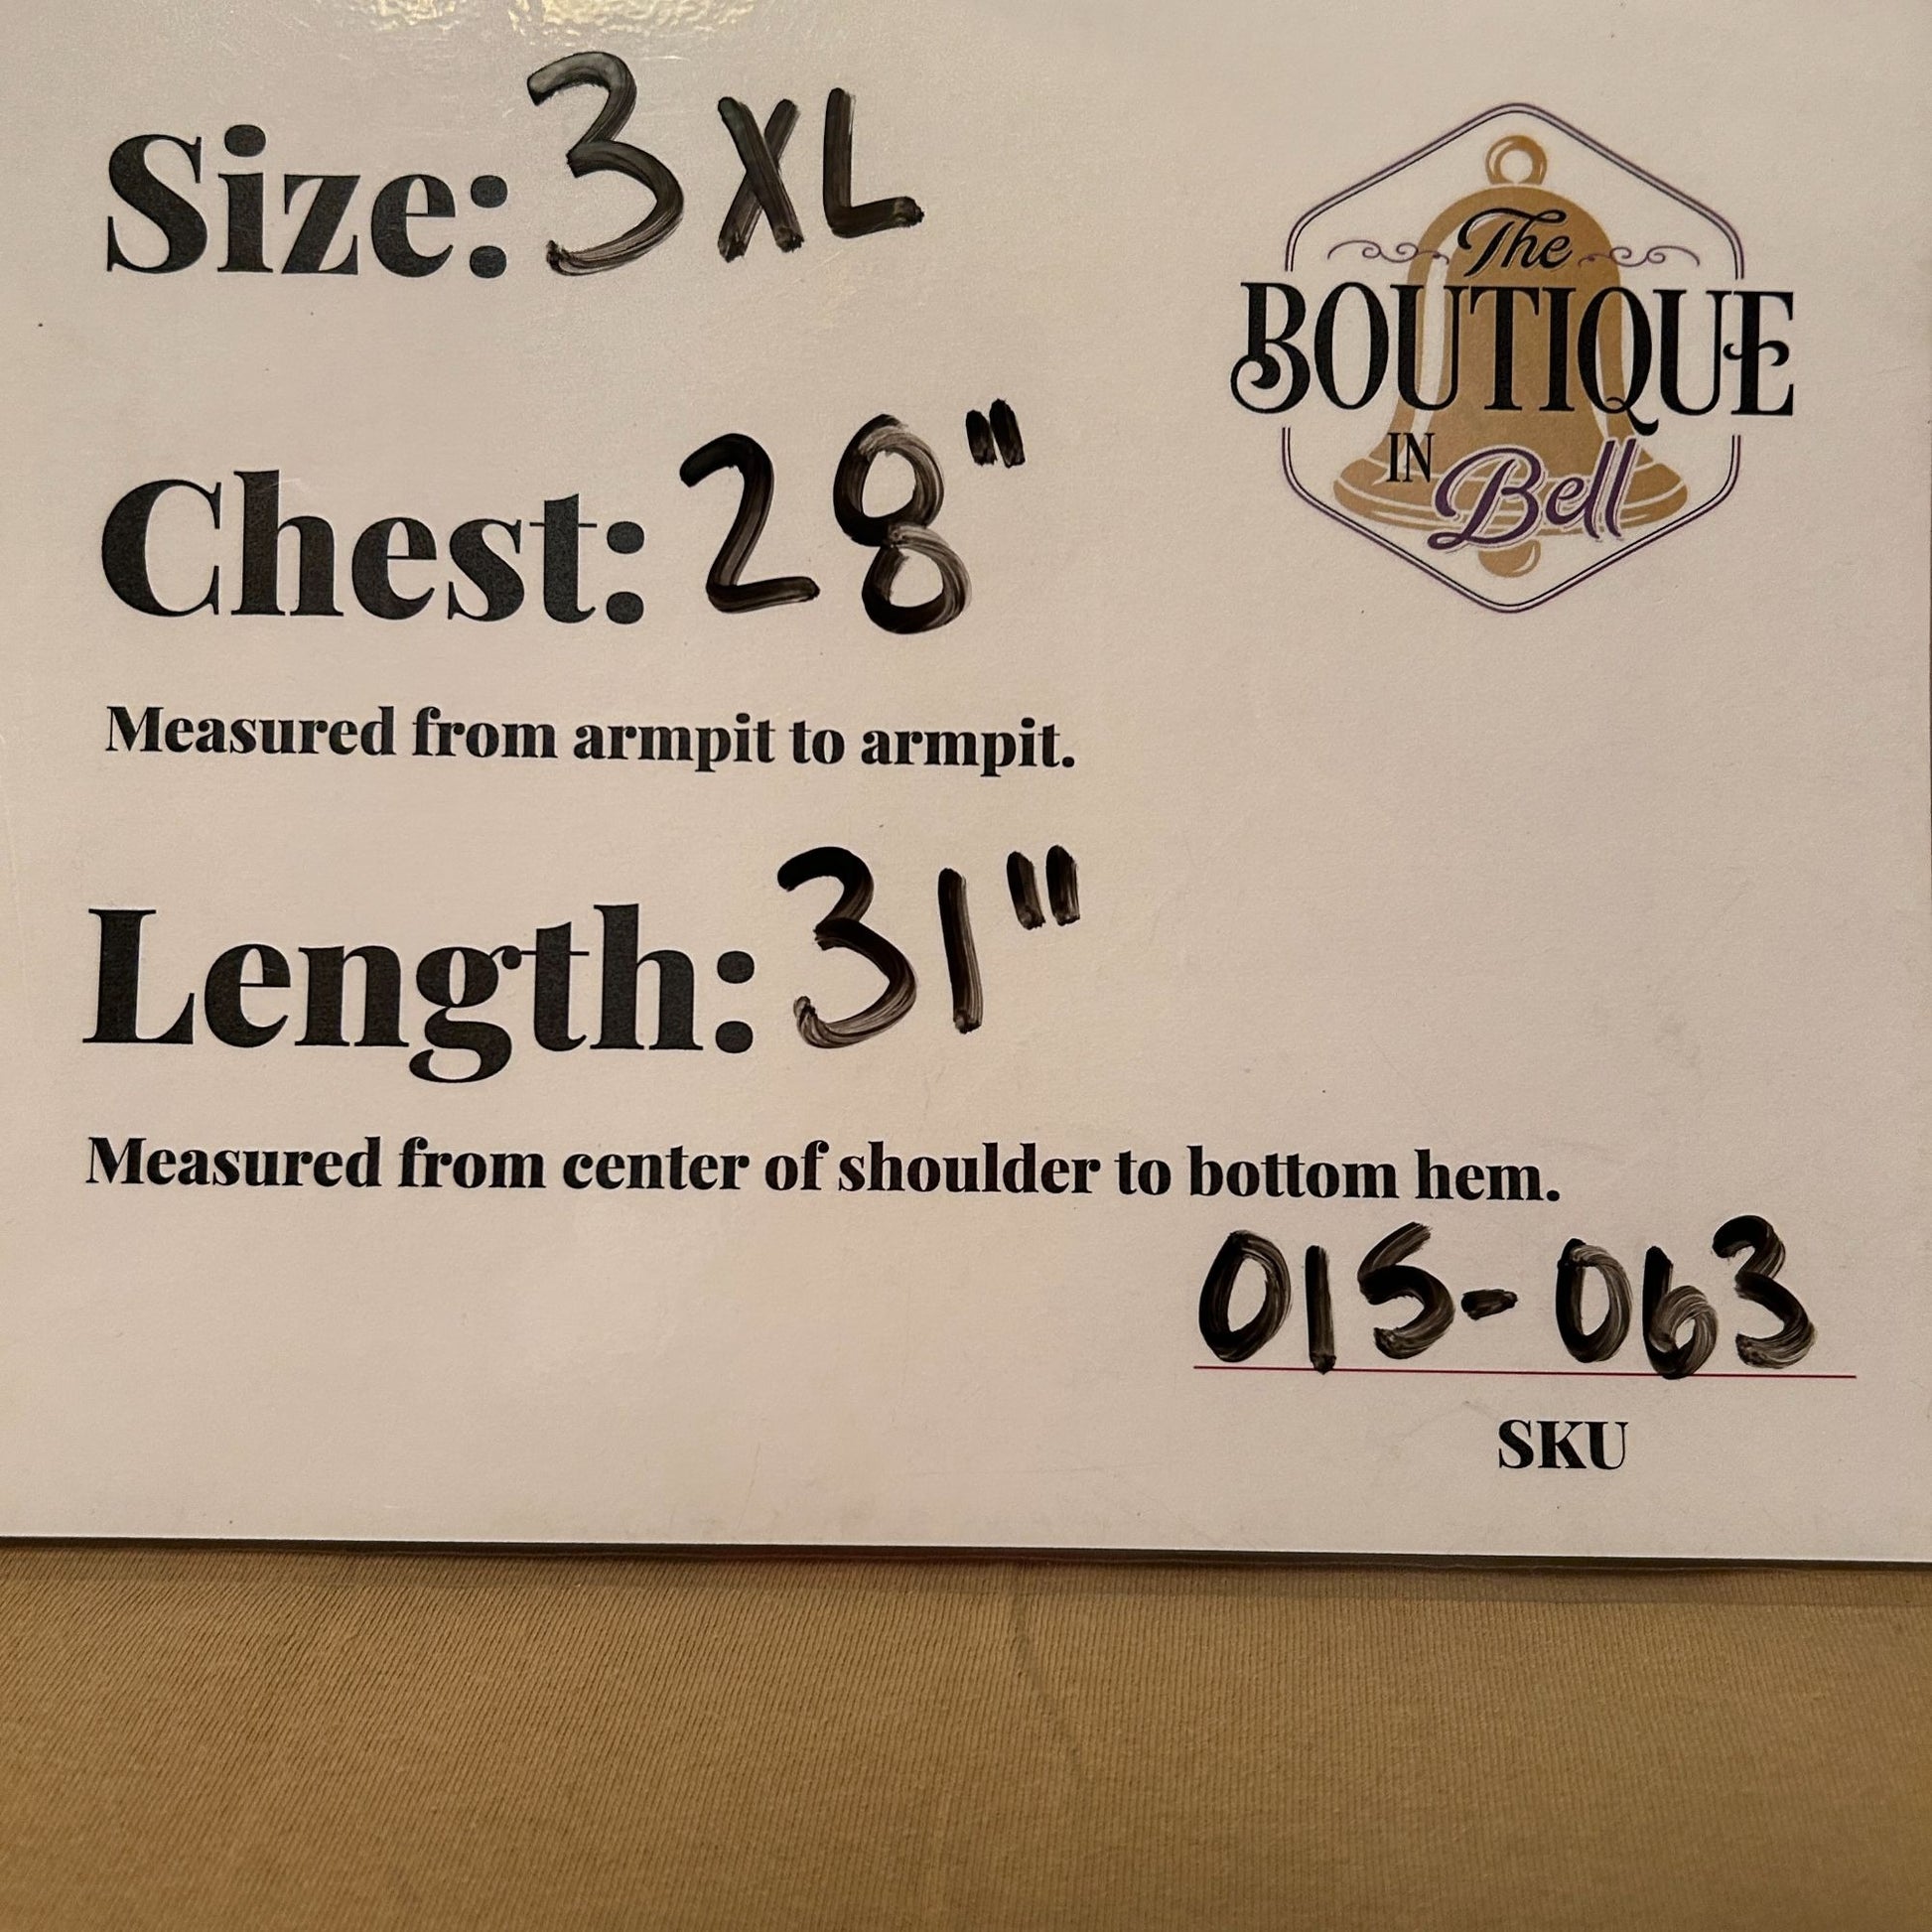 Size: 3XL
The
BOUTIQUE
IN Bell
Chest: 28"
Measured from armpit to armpit.
Length: 31"
Measured from center of shoulder to bottom hem.
015-063
SKU